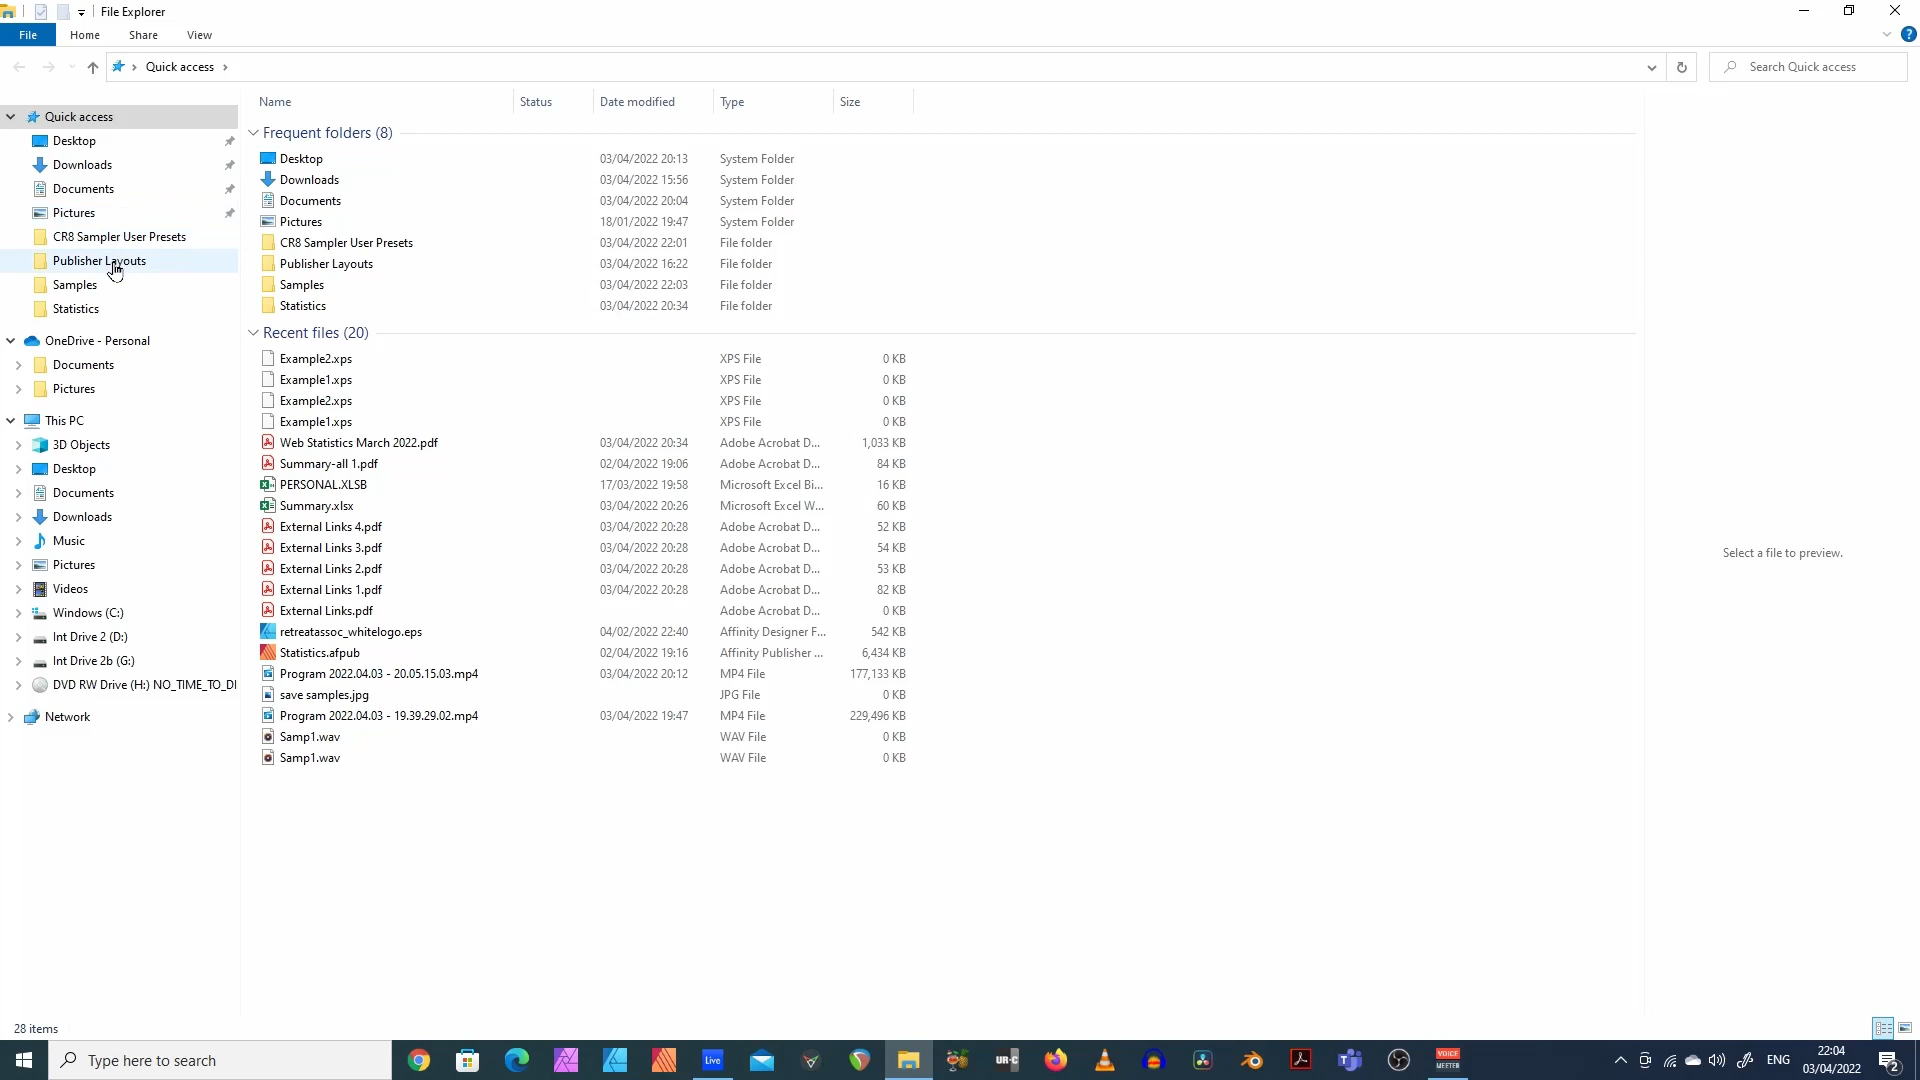 File Explorer
File Home Share View
Quick access
Search Quick access
Name Status Date modified Type Size
Quick access
Desktop
Downloads
Documents
Pictures
CR8 Sampler User Presets
Publisher Layouts
Samples
Statistics
OneDrive - Personal
Documents
Pictures
This PC
3D Objects
Desktop
Documents
Downloads
Music
Pictures
Videos
Windows (C:)
Int Drive 2 (D:)
Int Drive 2b (G:)
DVD RW Drive (H:) NO_TIME_TO_DI
Network
Frequent folders (8)
Desktop 03/04/2022 20:13 System Folder
Downloads 03/04/2022 15:56 System Folder
Documents 03/04/2022 20:04 System Folder
Pictures 18/01/2022 19:47 System Folder
CR8 Sampler User Presets 03/04/2022 22:01 File folder
Publisher Layouts 03/04/2022 16:22 File folder
Samples 03/04/2022 22:03 File folder
Statistics 03/04/2022 20:34 File folder
Recent files (20)
Example2.xps XPS File 0 KB
Example1.xps XPS File 0 KB
Example2.xps XPS File 0 KB
Example1.xps XPS File 0 KB
Web Statistics March 2022.pdf 03/04/2022 20:34 Adobe Acrobat D... 1,033 KB
Summary-all 1.pdf 02/04/2022 19:06 Adobe Acrobat D... 84 KB
PERSONAL.XLSB 17/03/2022 19:58 Microsoft Excel Bi... 16 KB
Summary.xlsx 03/04/2022 20:26 Microsoft Excel W... 60 KB
External Links 4.pdf 03/04/2022 20:28 Adobe Acrobat D... 52 KB
External Links 3.pdf 03/04/2022 20:28 Adobe Acrobat D... 54 KB
External Links 2.pdf 03/04/2022 20:28 Adobe Acrobat D... 53 KB
External Links 1.pdf 03/04/2022 20:28 Adobe Acrobat D... 82 KB
External Links.pdf Adobe Acrobat D... 0 KB
retreatassoc_whitelogo.eps 04/02/2022 22:40 Affinity Designer F... 542 KB
Statistics.afpub 02/04/2022 19:16 Affinity Publisher ... 6,434 KB
Program 2022.04.03 - 20.05.15.03.mp4 03/04/2022 20:12 MP4 File 177,133 KB
save samples.jpg JPG File 0 KB
Program 2022.04.03 - 19.39.29.02.mp4 03/04/2022 19:47 MP4 File 229,496 KB
Samp1.wav WAV File 0 KB
Samp1.wav WAV File 0 KB
Select a file to preview.
28 items
Type here to search
Live
UR-C
VOICE
MEETER
ENG
22:04
03/04/2022
2